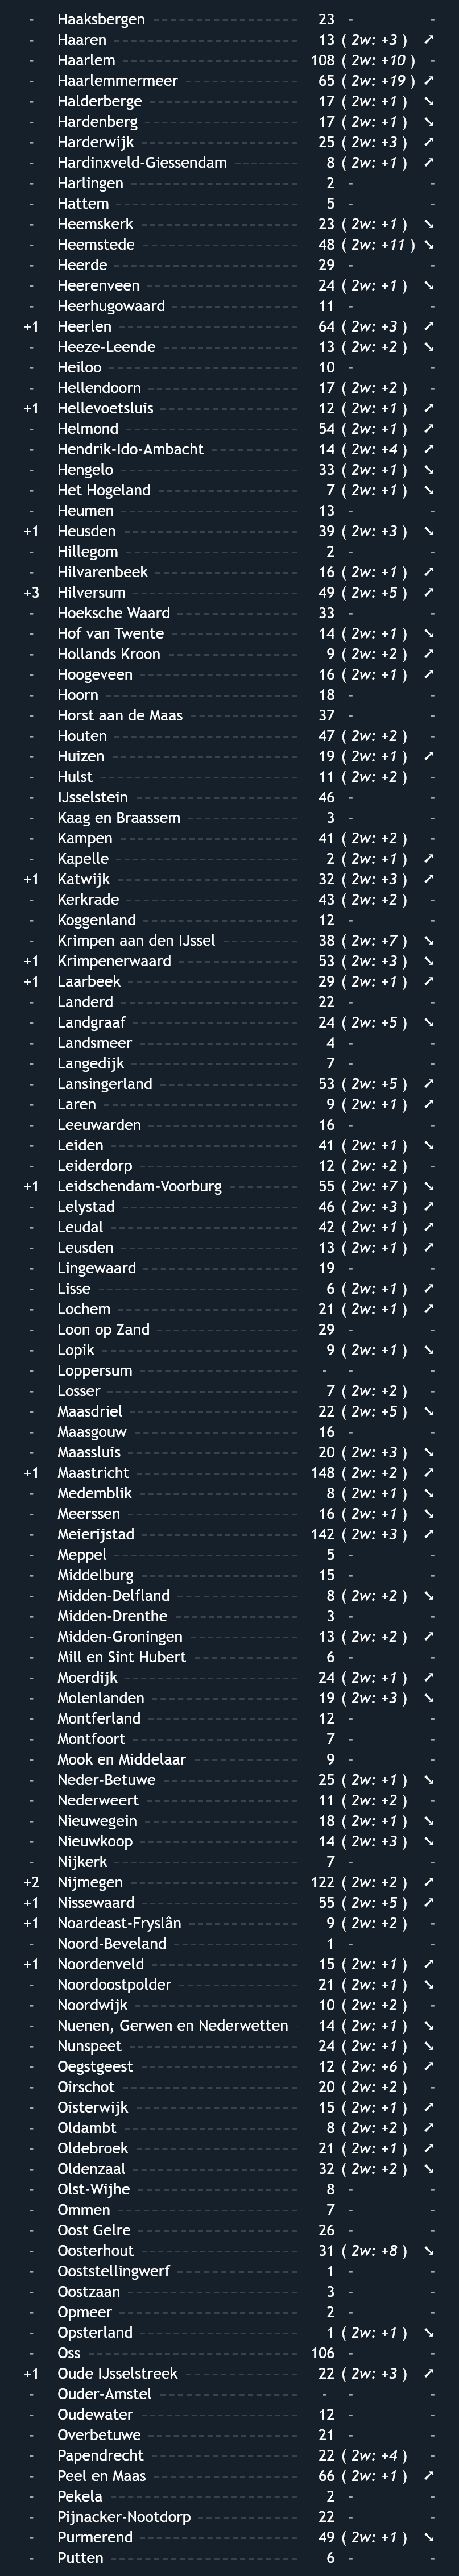 - Haaksbergen 23 - -
- Haaren 13 ( 2w: +3 ) ➚
- Haarlem 108 ( 2w: +10 ) -
- Haarlemmermeer 65 ( 2w: +19 ) ➚
- Halderberge 17 ( 2w: +1 ) ➘
- Hardenberg 17 ( 2w: +1 ) ➘
- Harderwijk 25 ( 2w: +3 ) ➚
- Hardinxveld-Giessendam 8 ( 2w: +1 ) ➚
- Harlingen 2 - -
- Hattem 5 - -
- Heemskerk 23 ( 2w: +1 ) ➘
- Heemstede 48 ( 2w: +11 ) ➘
- Heerde 29 - -
- Heerenveen 24 ( 2w: +1 ) ➘
- Heerhugowaard 11 - -
+1 Heerlen 64 ( 2w: +3 ) ➚
- Heeze-Leende 13 ( 2w: +2 ) ➘
- Heiloo 10 - -
- Hellendoorn 17 ( 2w: +2 ) -
+1 Hellevoetsluis 12 ( 2w: +1 ) ➚
- Helmond 54 ( 2w: +1 ) ➚
- Hendrik-Ido-Ambacht 14 ( 2w: +4 ) ➚
- Hengelo 33 ( 2w: +1 ) ➘
- Het Hogeland 7 ( 2w: +1 ) ➘
- Heumen 13 - -
+1 Heusden 39 ( 2w: +3 ) ➘
- Hillegom 2 - -
- Hilvarenbeek 16 ( 2w: +1 ) ➚
+3 Hilversum 49 ( 2w: +5 ) ➚
- Hoeksche Waard 33 - -
- Hof van Twente 14 ( 2w: +1 ) ➘
- Hollands Kroon 9 ( 2w: +2 ) ➚
- Hoogeveen 16 ( 2w: +1 ) ➚
- Hoorn 18 - -
- Horst aan de Maas 37 - -
- Houten 47 ( 2w: +2 ) -
- Huizen 19 ( 2w: +1 ) ➚
- Hulst 11 ( 2w: +2 ) -
- IJsselstein 46 - -
- Kaag en Braassem 3 - -
- Kampen 41 ( 2w: +2 ) -
- Kapelle 2 ( 2w: +1 ) ➚
+1 Katwijk 32 ( 2w: +3 ) ➚
- Kerkrade 43 ( 2w: +2 ) -
- Koggenland 12 - -
- Krimpen aan den IJssel 38 ( 2w: +7 ) ➘
+1 Krimpenerwaard 53 ( 2w: +3 ) ➘
+1 Laarbeek 29 ( 2w: +1 ) ➚
- Landerd 22 - -
- Landgraaf 24 ( 2w: +5 ) ➘
- Landsmeer 4 - -
- Langedijk 7 - -
- Lansingerland 53 ( 2w: +5 ) ➚
- Laren 9 ( 2w: +1 ) ➚
- Leeuwarden 16 - -
- Leiden 41 ( 2w: +1 ) ➘
- Leiderdorp 12 ( 2w: +2 ) -
+1 Leidschendam-Voorburg 55 ( 2w: +7 ) ➘
- Lelystad 46 ( 2w: +3 ) ➚
- Leudal 42 ( 2w: +1 ) ➚
- Leusden 13 ( 2w: +1 ) ➚
- Lingewaard 19 - -
- Lisse 6 ( 2w: +1 ) ➚
- Lochem 21 ( 2w: +1 ) ➚
- Loon op Zand 29 - -
- Lopik 9 ( 2w: +1 ) ➘
- Loppersum - - -
- Losser 7 ( 2w: +2 ) -
- Maasdriel 22 ( 2w: +5 ) ➘
- Maasgouw 16 - -
- Maassluis 20 ( 2w: +3 ) ➘
+1 Maastricht 148 ( 2w: +2 ) ➚
- Medemblik 8 ( 2w: +1 ) ➘
- Meerssen 16 ( 2w: +1 ) ➘
- Meierijstad 142 ( 2w: +3 ) ➚
- Meppel 5 - -
- Middelburg 15 - -
- Midden-Delfland 8 ( 2w: +2 ) ➘
- Midden-Drenthe 3 - -
- Midden-Groningen 13 ( 2w: +2 ) ➚
- Mill en Sint Hubert 6 - -
- Moerdijk 24 ( 2w: +1 ) ➚
- Molenlanden 19 ( 2w: +3 ) ➘
- Montferland 12 - -
- Montfoort 7 - -
- Mook en Middelaar 9 - -
- Neder-Betuwe 25 ( 2w: +1 ) ➘
- Nederweert 11 ( 2w: +2 ) -
- Nieuwegein 18 ( 2w: +1 ) ➘
- Nieuwkoop 14 ( 2w: +3 ) ➘
- Nijkerk 7 - -
+2 Nijmegen 122 ( 2w: +2 ) ➚
+1 Nissewaard 55 ( 2w: +5 ) ➚
+1 Noardeast-Fryslân 9 ( 2w: +2 ) -
- Noord-Beveland 1 - -
+1 Noordenveld 15 ( 2w: +1 ) ➚
- Noordoostpolder 21 ( 2w: +1 ) ➘
- Noordwijk 10 ( 2w: +2 ) -
- Nuenen, Gerwen en Nederwetten 14 ( 2w: +1 ) ➘
- Nunspeet 24 ( 2w: +1 ) ➘
- Oegstgeest 12 ( 2w: +6 ) ➚
- Oirschot 20 ( 2w: +2 ) -
- Oisterwijk 15 ( 2w: +1 ) ➚
- Oldambt 8 ( 2w: +2 ) ➚
- Oldebroek 21 ( 2w: +1 ) ➚
- Oldenzaal 32 ( 2w: +2 ) ➘
- Olst-Wijhe 8 - -
- Ommen 7 - -
- Oost Gelre 26 - -
- Oosterhout 31 ( 2w: +8 ) ➘
- Ooststellingwerf 1 - -
- Oostzaan 3 - -
- Opmeer 2 - -
- Opsterland 1 ( 2w: +1 ) ➘
- Oss 106 - -
+1 Oude IJsselstreek 22 ( 2w: +3 ) ➚
- Ouder-Amstel - - -
- Oudewater 12 - -
- Overbetuwe 21 - -
- Papendrecht 22 ( 2w: +4 ) -
- Peel en Maas 66 ( 2w: +1 ) ➚
- Pekela 2 - -
- Pijnacker-Nootdorp 22 - -
- Purmerend 49 ( 2w: +1 ) ➘
- Putten 6 - -